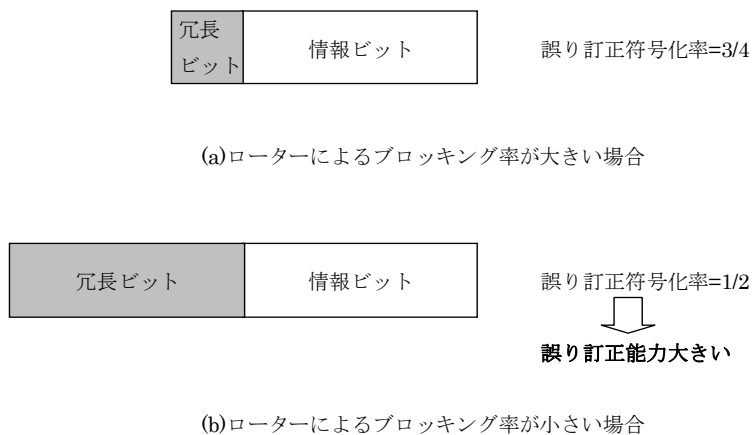 冗長
ビット
情報ビット
誤り訂正符号化率=3/4
(a)ローターによるブロッキング率が大きい場合
冗長ビット
情報ビット
誤り訂正符号化率=1/2
誤り訂正能力大きい
(b)ローターによるブロッキング率が小さい場合